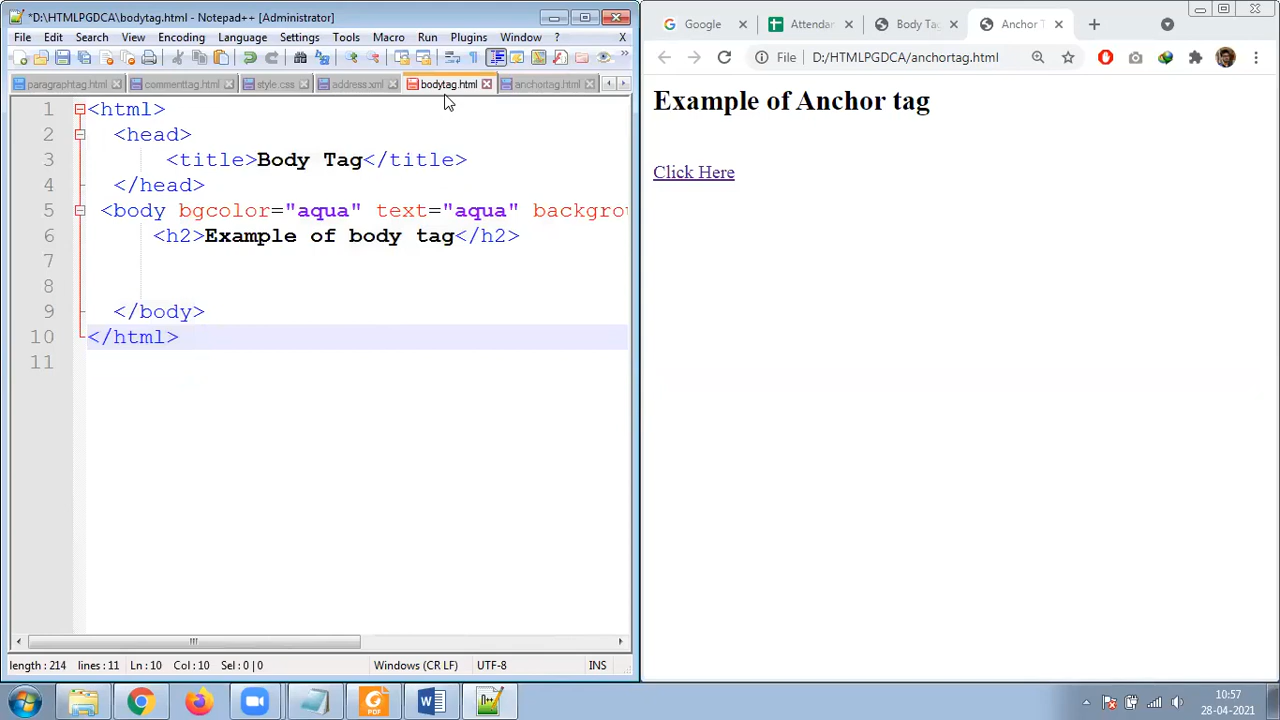 *D:\HTMLPGDCA\bodytag.html - Notepad++ [Administrator]
File Edit Search View Encoding Language Settings Tools Macro Run Plugins Window ? X
paragraphtag.html commenttag.html style.css address.xml bodytag.html anchortag.html
1 <html>
2 <head>
3 <title>Body Tag</title>
4 </head>
5 <body bgcolor="aqua" text="aqua" backgrou
6 <h2>Example of body tag</h2>
7
8
9 </body>
10 </html>
11
length : 214 lines : 11 Ln : 10 Col : 10 Sel : 0 | 0 Windows (CR LF) UTF-8 INS
Google Attendar Body Ta Anchor T
File D:/HTMLPGDCA/anchortag.html
Example of Anchor tag
Click Here
PDF
10:57
28-04-2021